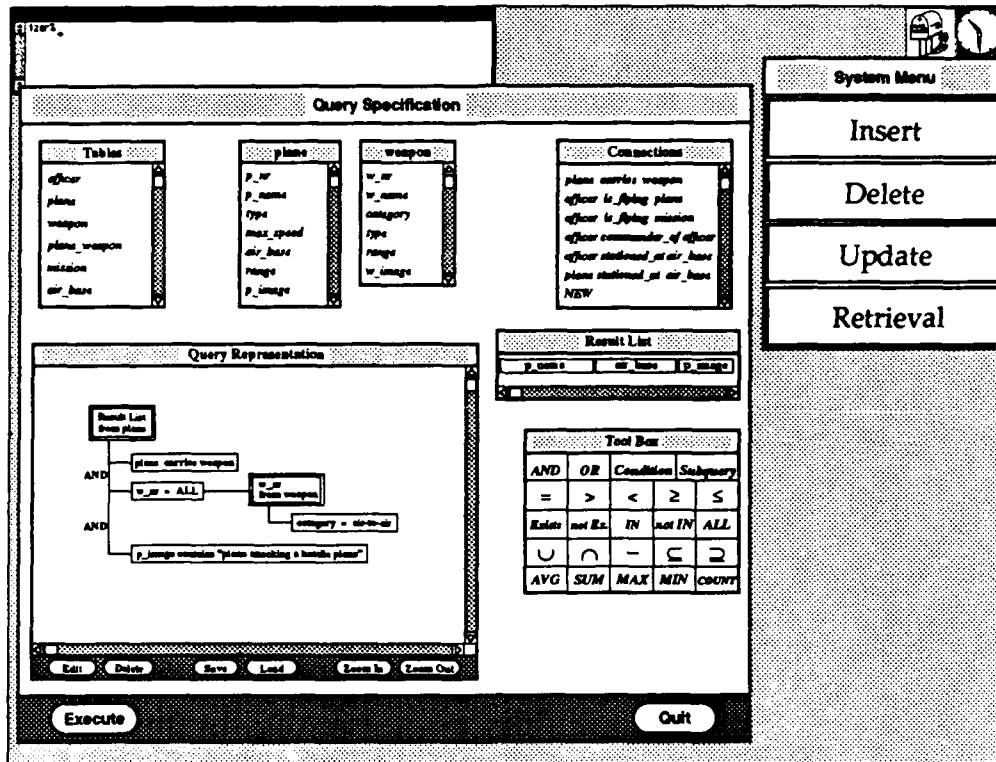 izar%
System Menu
Insert
Delete
Update
Retrieval
Query Specification
Tables
officer
plane
weapon
plane_weapon
mission
air_base
plane
p_nr
p_name
type
max_speed
air_base
range
p_image
weapon
w_nr
w_name
category
type
range
w_image
Connections
plane carries weapon
officer is_flying plane
officer is_flying mission
officer commander_of officer
officer stationed_at air_base
plane stationed_at air_base
NEW
Query Representation
Result List
from plane
AND
plane carries weapon
w_nr = ALL
w_nr
from weapon
category = air-to-air
AND
p_image contains "plane attacking a hostile plane"
Edit Delete Save Load Zoom In Zoom Out
Result List
p_name air_base p_image
Tool Box
AND OR Condition Subquery
= > < ≥ ≤
Exists not Ex. IN not IN ALL
∪ ∩ − ⊆ ⊇
AVG SUM MAX MIN COUNT
Execute
Quit